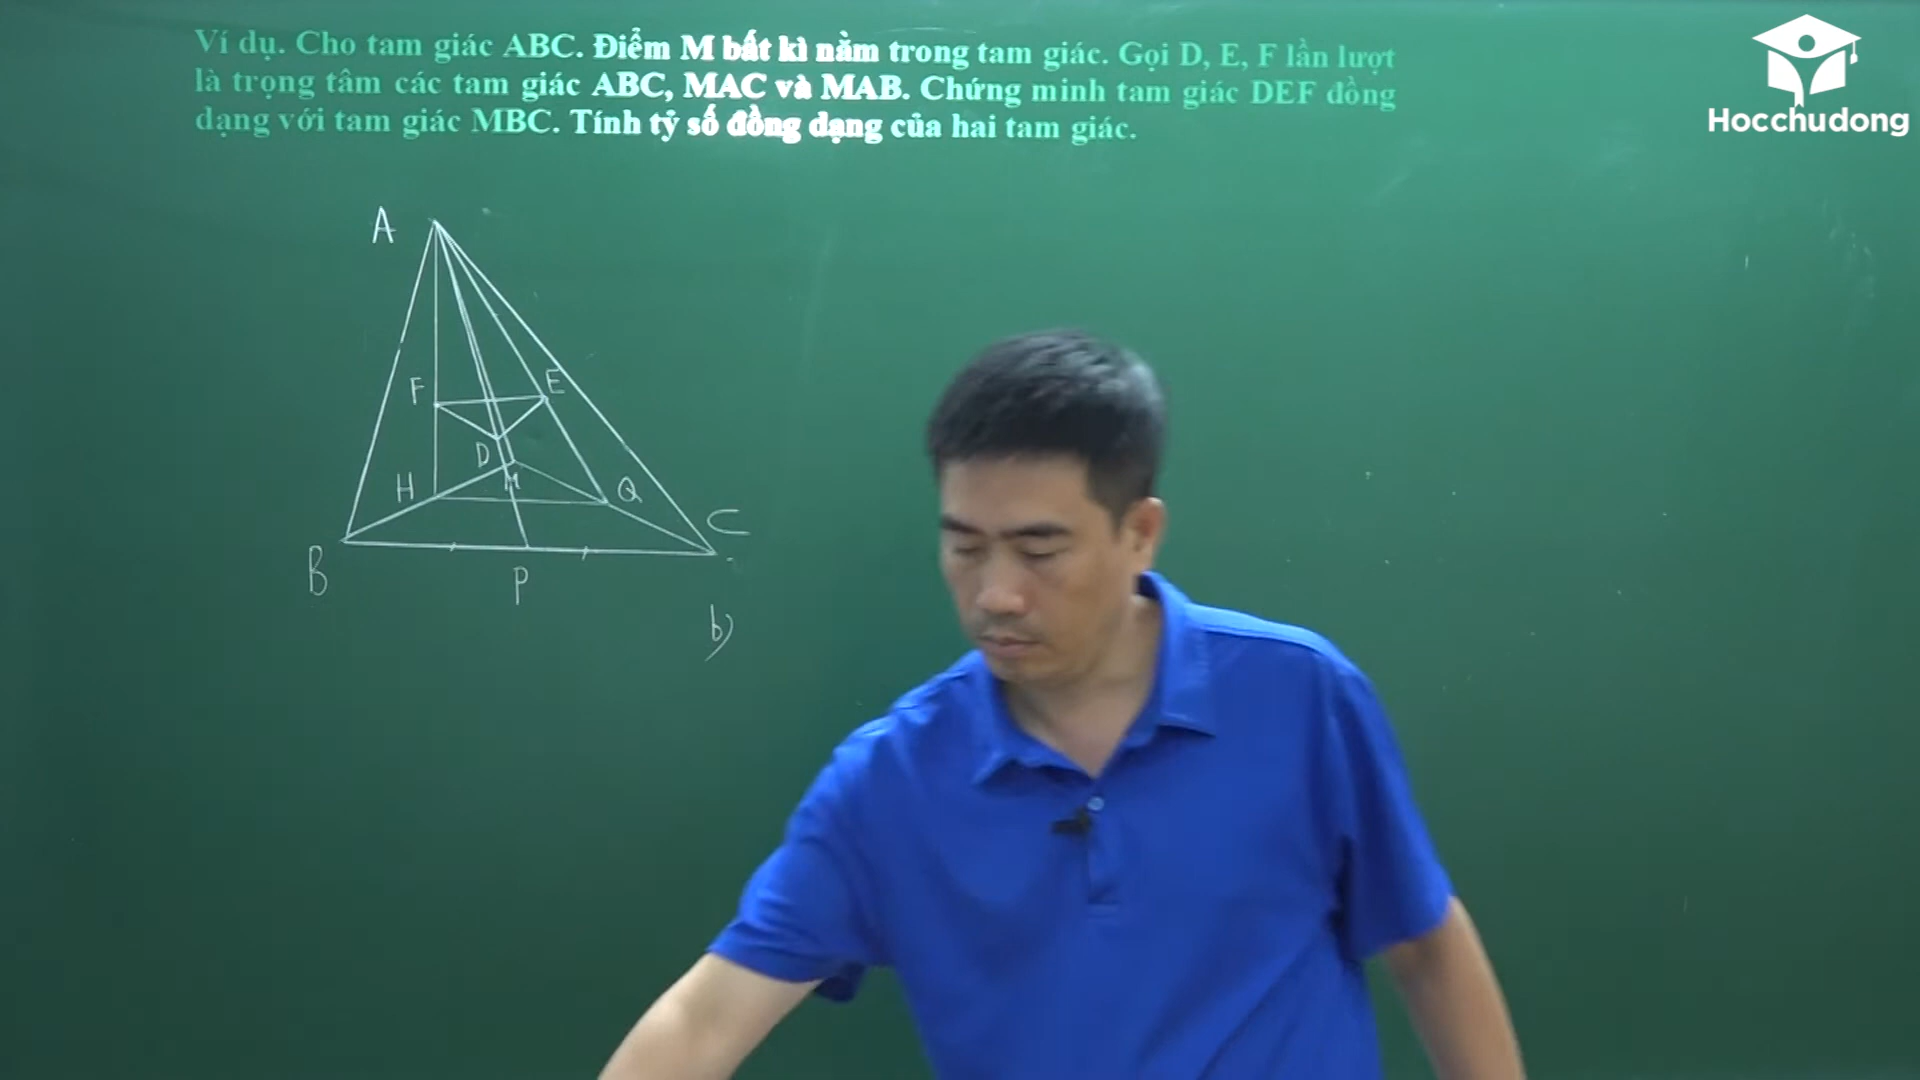 Ví dụ. Cho tam giác ABC. Điểm M bất kì nằm trong tam giác. Gọi D, E, F lần lượt
là trọng tâm các tam giác ABC, MAC và MAB. Chứng minh tam giác DEF đồng
dạng với tam giác MBC. Tính tỷ số đồng dạng của hai tam giác.
Hocchudong
A
F
E
D
M
H
Q
C
B
P
b)